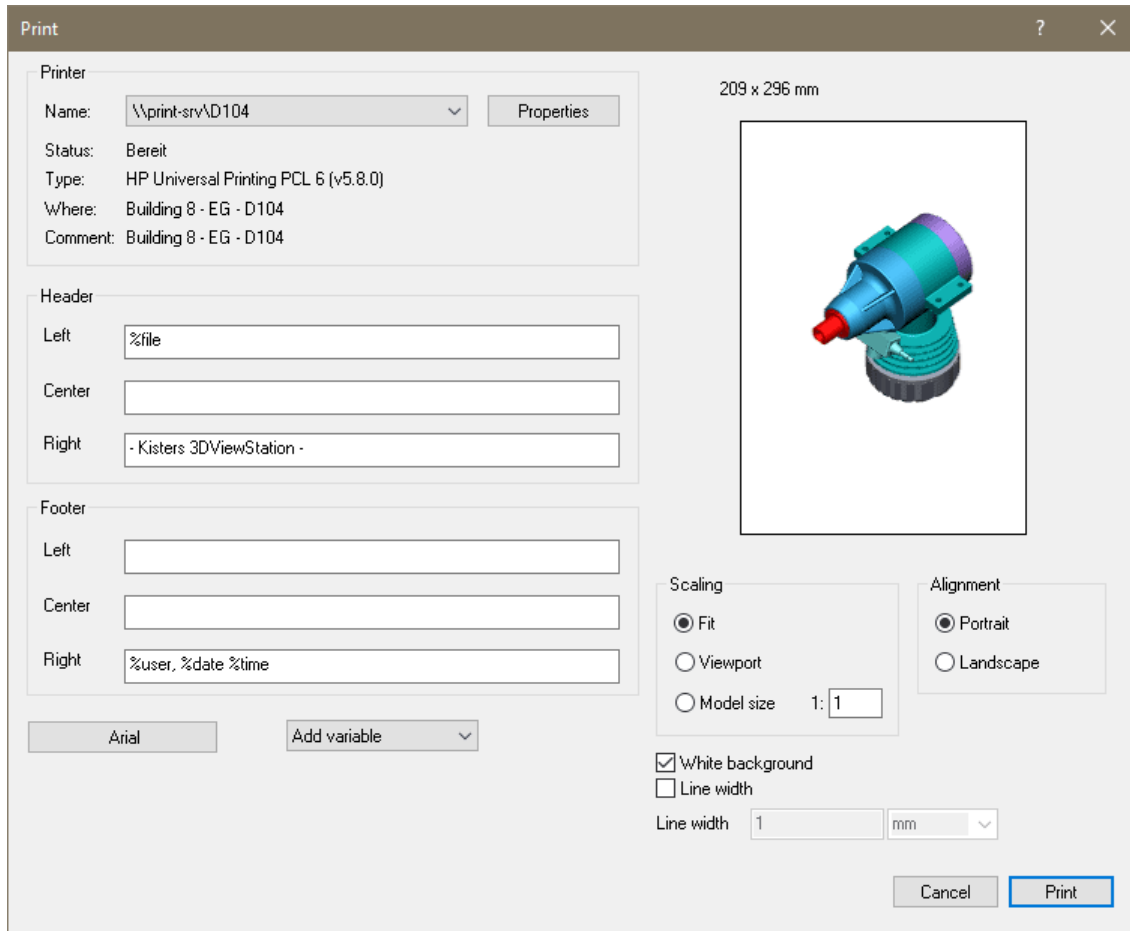 Print
?
Printer
Name: \\print-srv\D104 Properties
Status: Bereit
Type: HP Universal Printing PCL 6 (v5.8.0)
Where: Building 8 - EG - D104
Comment: Building 8 - EG - D104
Header
Left %file
Center
Right - Kisters 3DViewStation -
Footer
Left
Center
Right %user, %date %time
Arial Add variable
209 x 296 mm
Scaling
Fit
Viewport
Model size 1: 1
Alignment
Portrait
Landscape
White background
Line width
Line width 1 mm
Cancel Print